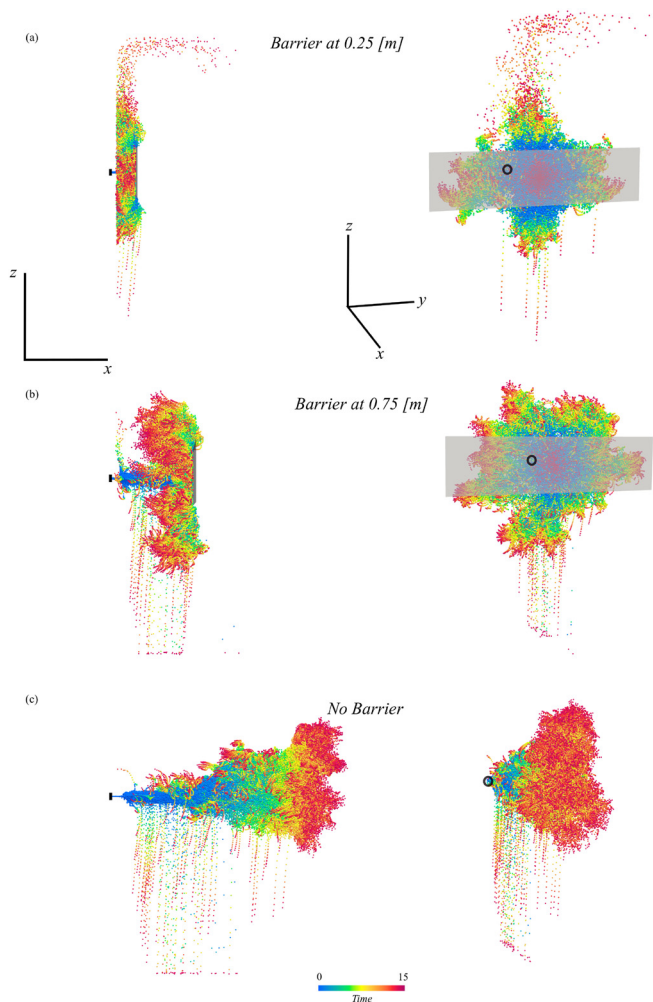 (a)
Barrier at 0.25 [m]
z
x
z
y
x
(b)
Barrier at 0.75 [m]
(c)
No Barrier
0
15
Time